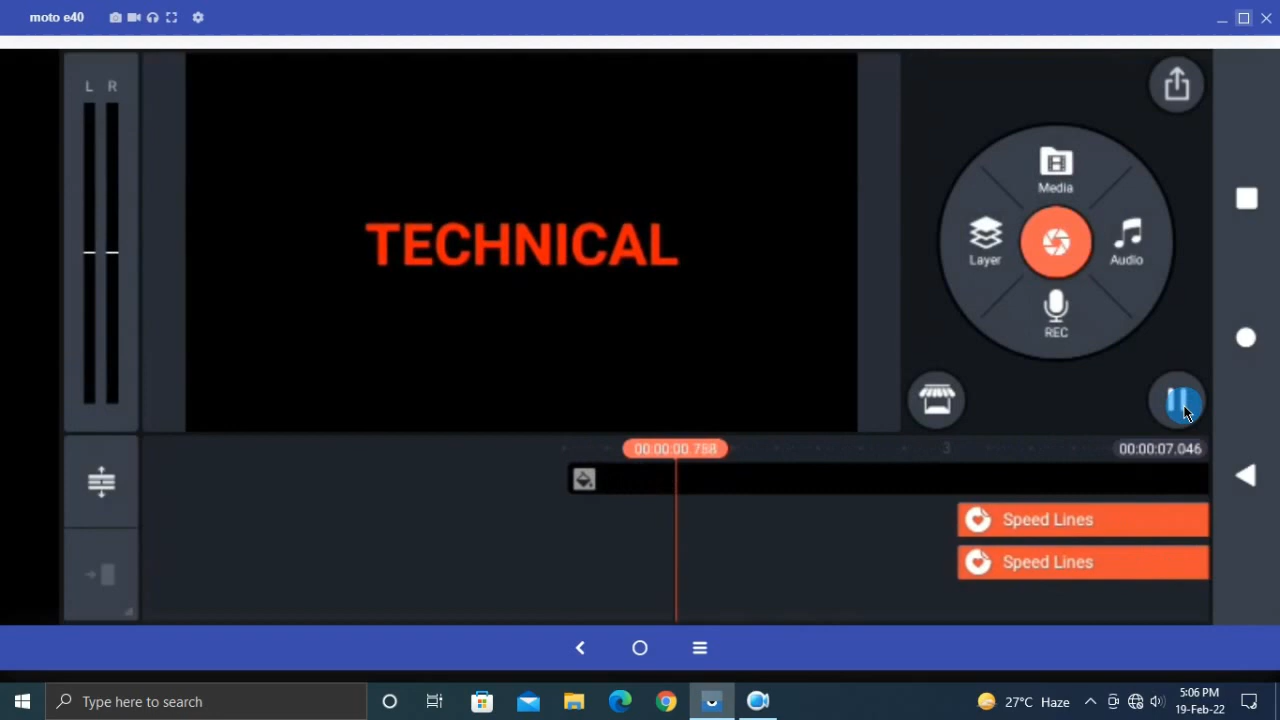 moto e40
L R
TECHNICAL
Media
Layer
Audio
REC
00:00:00.788
3
00:00:07.046
Speed Lines
Speed Lines
Type here to search
27°C Haze
5:06 PM
19-Feb-22